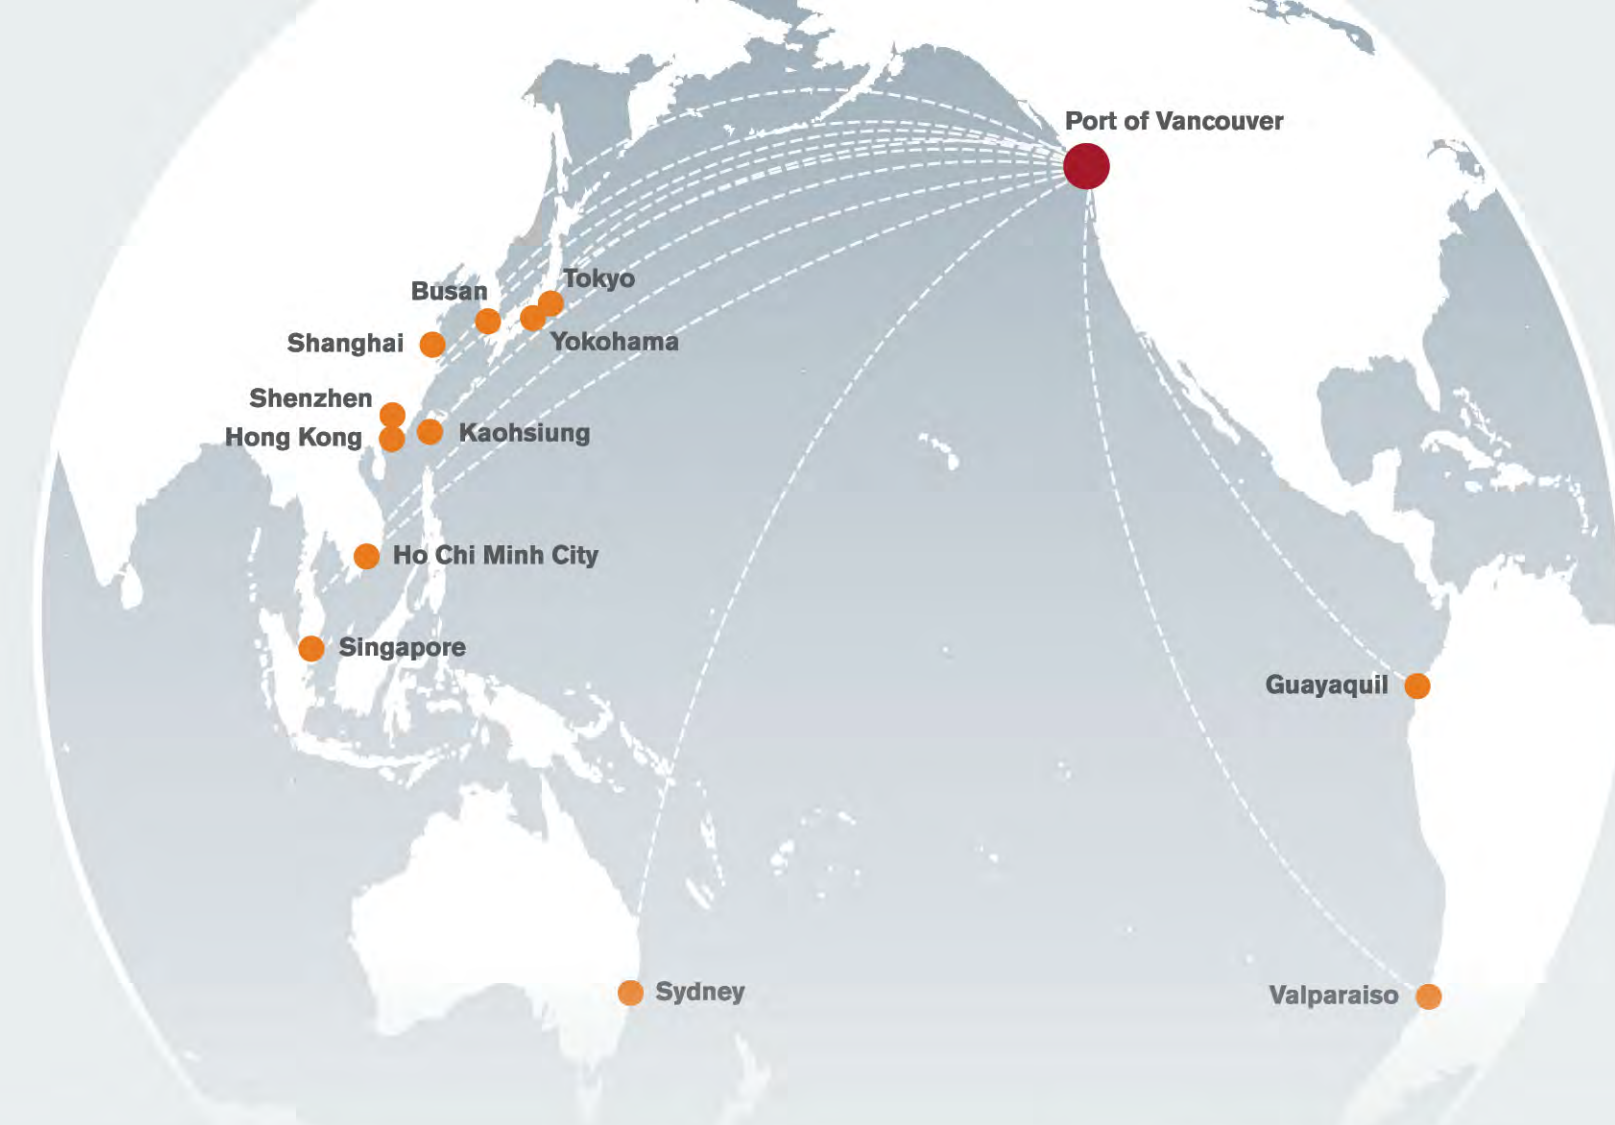 Port of Vancouver
Tokyo
Busan
Yokohama
Shanghai
Shenzhen
Hong Kong
Kaohsiung
Ho Chi Minh City
Singapore
Guayaquil
Sydney
Valparaiso